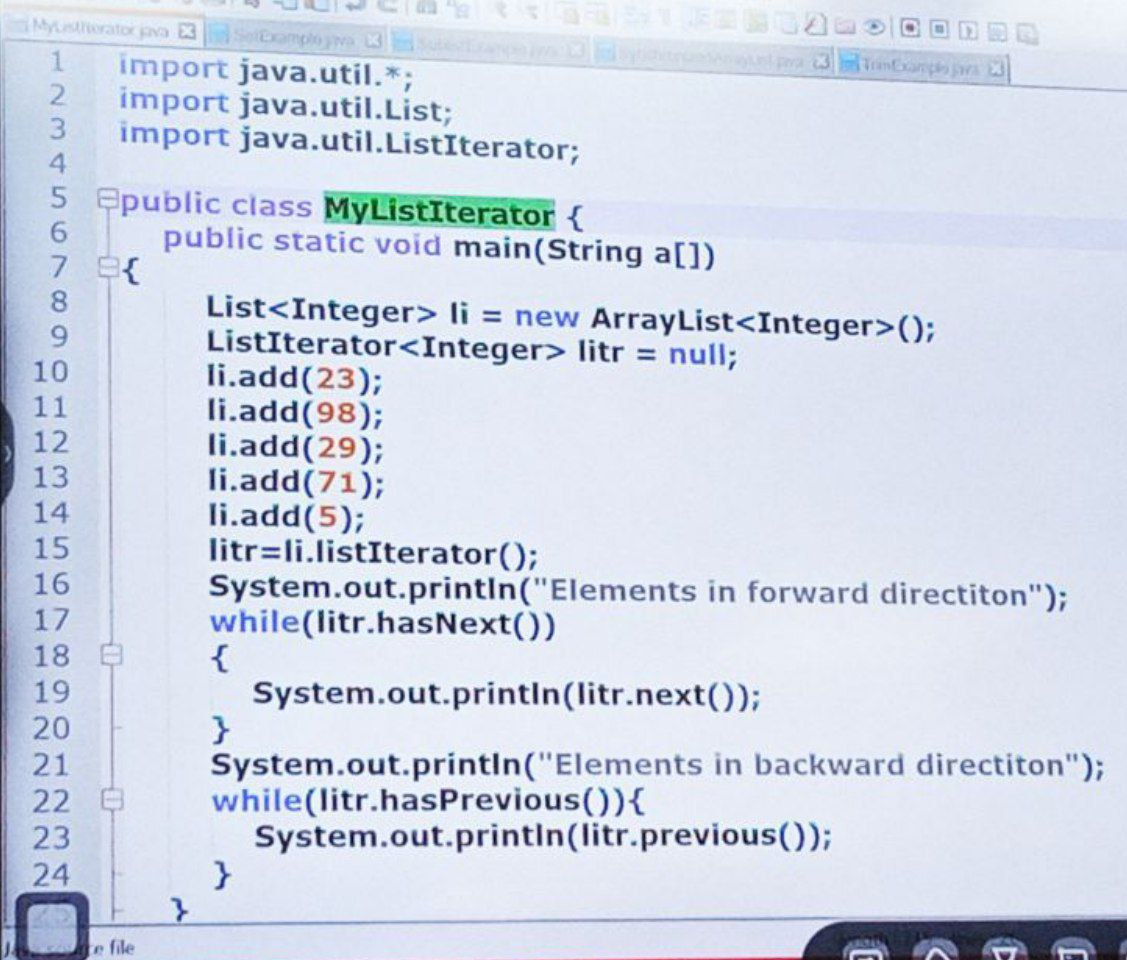 MyListIterator.java SetExample.java SublistExample.java TrimExample.java
1 import java.util.*;
2 import java.util.List;
3 import java.util.ListIterator;
4
5 public class MyListIterator {
6 public static void main(String a[])
7 {
8 List<Integer> li = new ArrayList<Integer>();
9 ListIterator<Integer> litr = null;
10 li.add(23);
11 li.add(98);
12 li.add(29);
13 li.add(71);
14 li.add(5);
15 litr=li.listIterator();
16 System.out.println("Elements in forward directiton");
17 while(litr.hasNext())
18 {
19 System.out.println(litr.next());
20 }
21 System.out.println("Elements in backward directiton");
22 while(litr.hasPrevious()){
23 System.out.println(litr.previous());
24 }
25 }
file